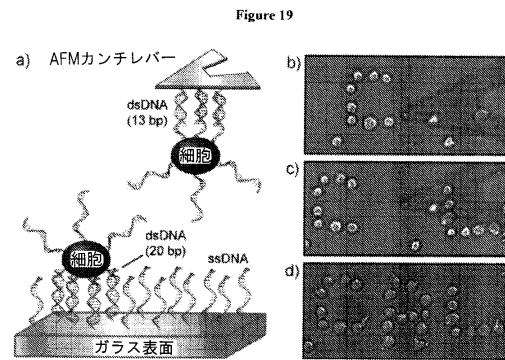 Figure 19
a) AFMカンチレバー
dsDNA
(13 bp)
細胞
細胞
dsDNA
(20 bp)
ssDNA
ガラス表面
b)
c)
d)